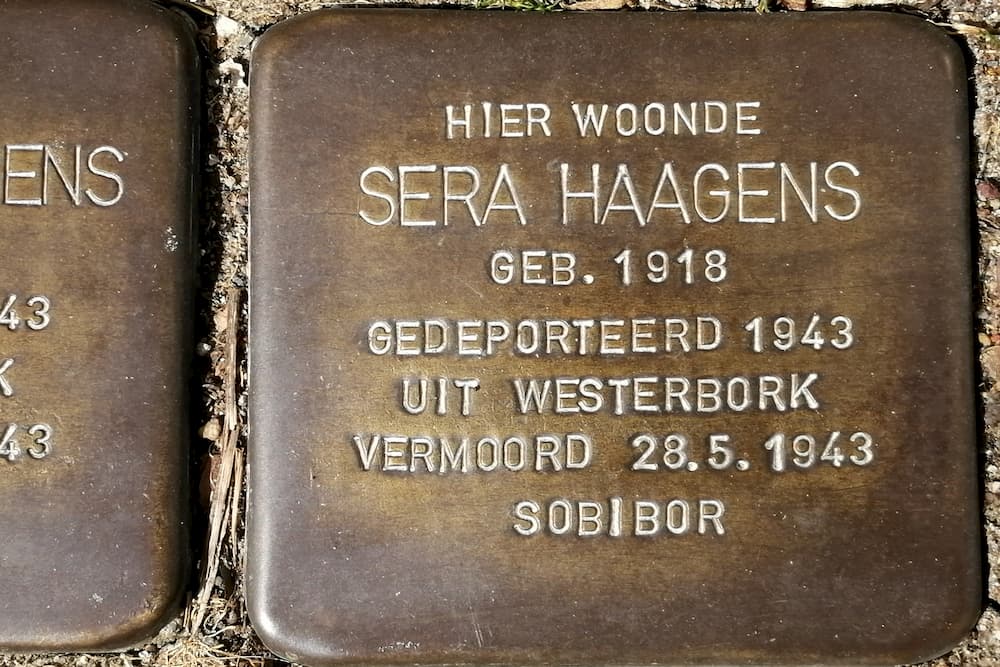 ENS
43
K
43
HIER WOONDE
SERA HAAGENS
GEB. 1918
GEDEPORTEERD 1943
UIT WESTERBORK
VERMOORD 28.5.1943
SOBIBOR